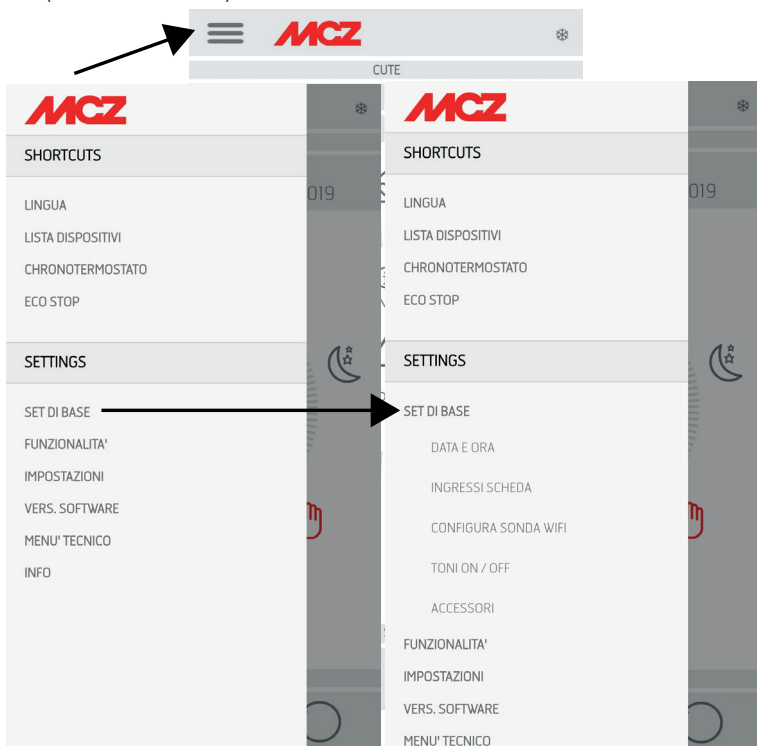 MCZ
CUTE
MCZ
SHORTCUTS
019
LINGUA
LISTA DISPOSITIVI
CHRONOTERMOSTATO
ECO STOP
SETTINGS
SET DI BASE
FUNZIONALITA'
IMPOSTAZIONI
VERS. SOFTWARE
MENU' TECNICO
INFO
MCZ
SHORTCUTS
019
LINGUA
LISTA DISPOSITIVI
CHRONOTERMOSTATO
ECO STOP
SETTINGS
SET DI BASE
DATA E ORA
INGRESSI SCHEDA
CONFIGURA SONDA WIFI
TONI ON / OFF
ACCESSORI
FUNZIONALITA'
IMPOSTAZIONI
VERS. SOFTWARE
MENU' TECNICO